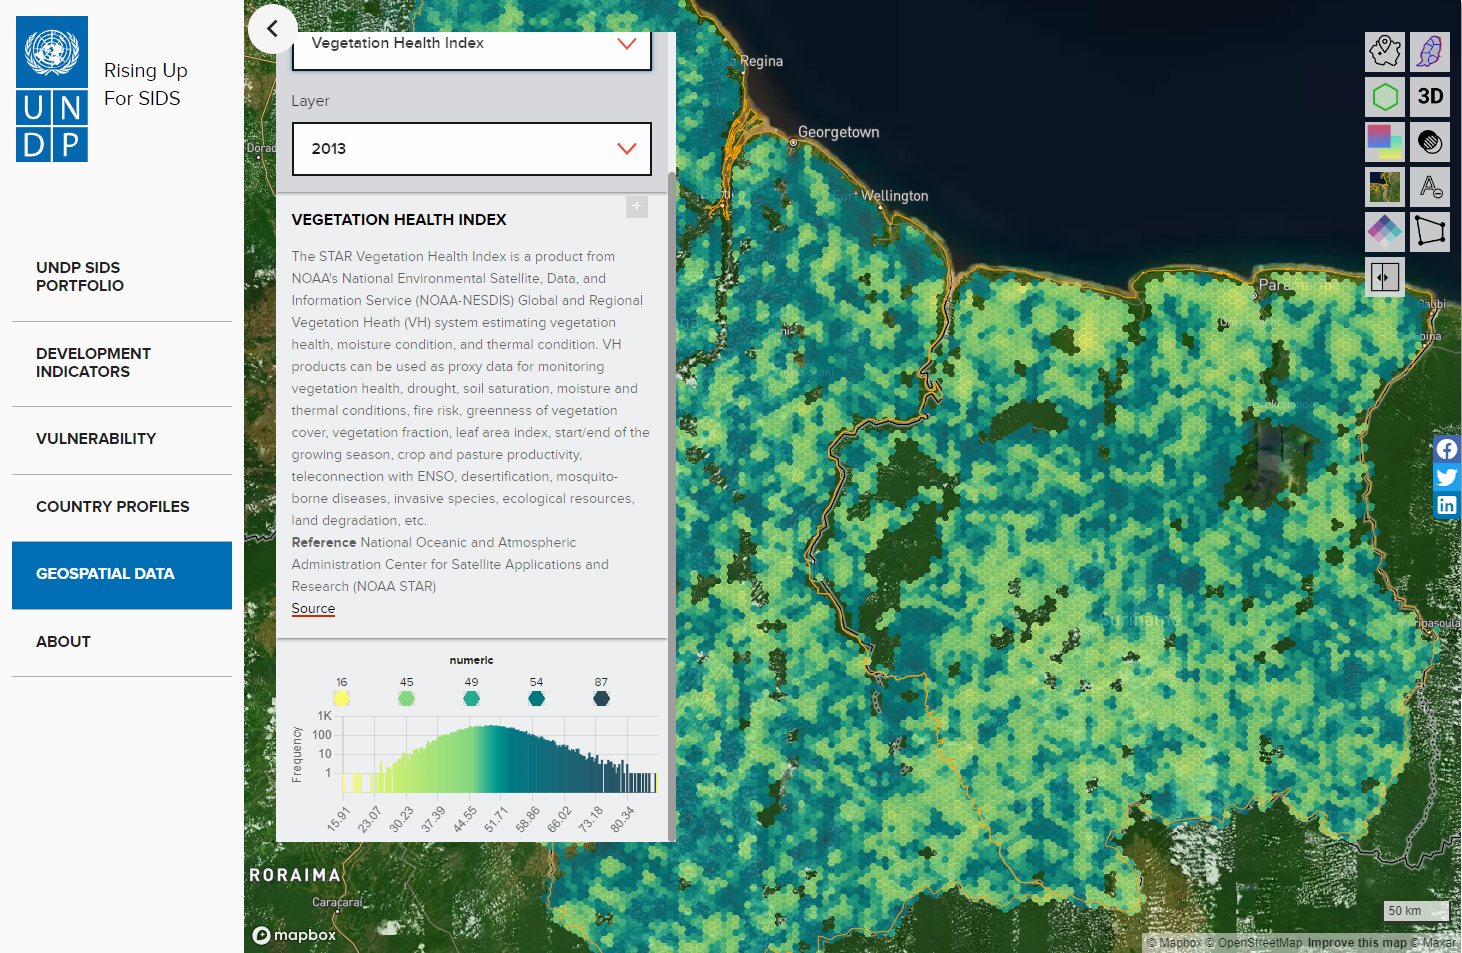 U N
D P
Rising Up
For SIDS
UNDP SIDS
PORTFOLIO
DEVELOPMENT
INDICATORS
VULNERABILITY
COUNTRY PROFILES
GEOSPATIAL DATA
ABOUT
Vegetation Health Index
Layer
2013
+
VEGETATION HEALTH INDEX
The STAR Vegetation Health Index is a product from
NOAA's National Environmental Satellite, Data, and
Information Service (NOAA-NESDIS) Global and Regional
Vegetation Heath (VH) system estimating vegetation
health, moisture condition, and thermal condition. VH
products can be used as proxy data for monitoring
vegetation health, drought, soil saturation, moisture and
thermal conditions, fire risk, greenness of vegetation
cover, vegetation fraction, leaf area index, start/end of the
growing season, crop and pasture productivity,
teleconnection with ENSO, desertification, mosquito-
borne diseases, invasive species, ecological resources,
land degradation, etc.
Reference National Oceanic and Atmospheric
Administration Center for Satellite Applications and
Research (NOAA STAR)
Source
numeric
16 45 49 54 87
Frequency
1K
100
10
1
15.91 23.07 30.23 37.39 44.55 51.71 58.86 66.02 73.18 80.34
Dorad
Anna Regina
Georgetown
Fort Wellington
Paramaribo
Galibi
Suriname
Maripasoula
RORAIMA
Caracaraí
mapbox
3D
A
in
50 km
© Mapbox © OpenStreetMap Improve this map © Maxar